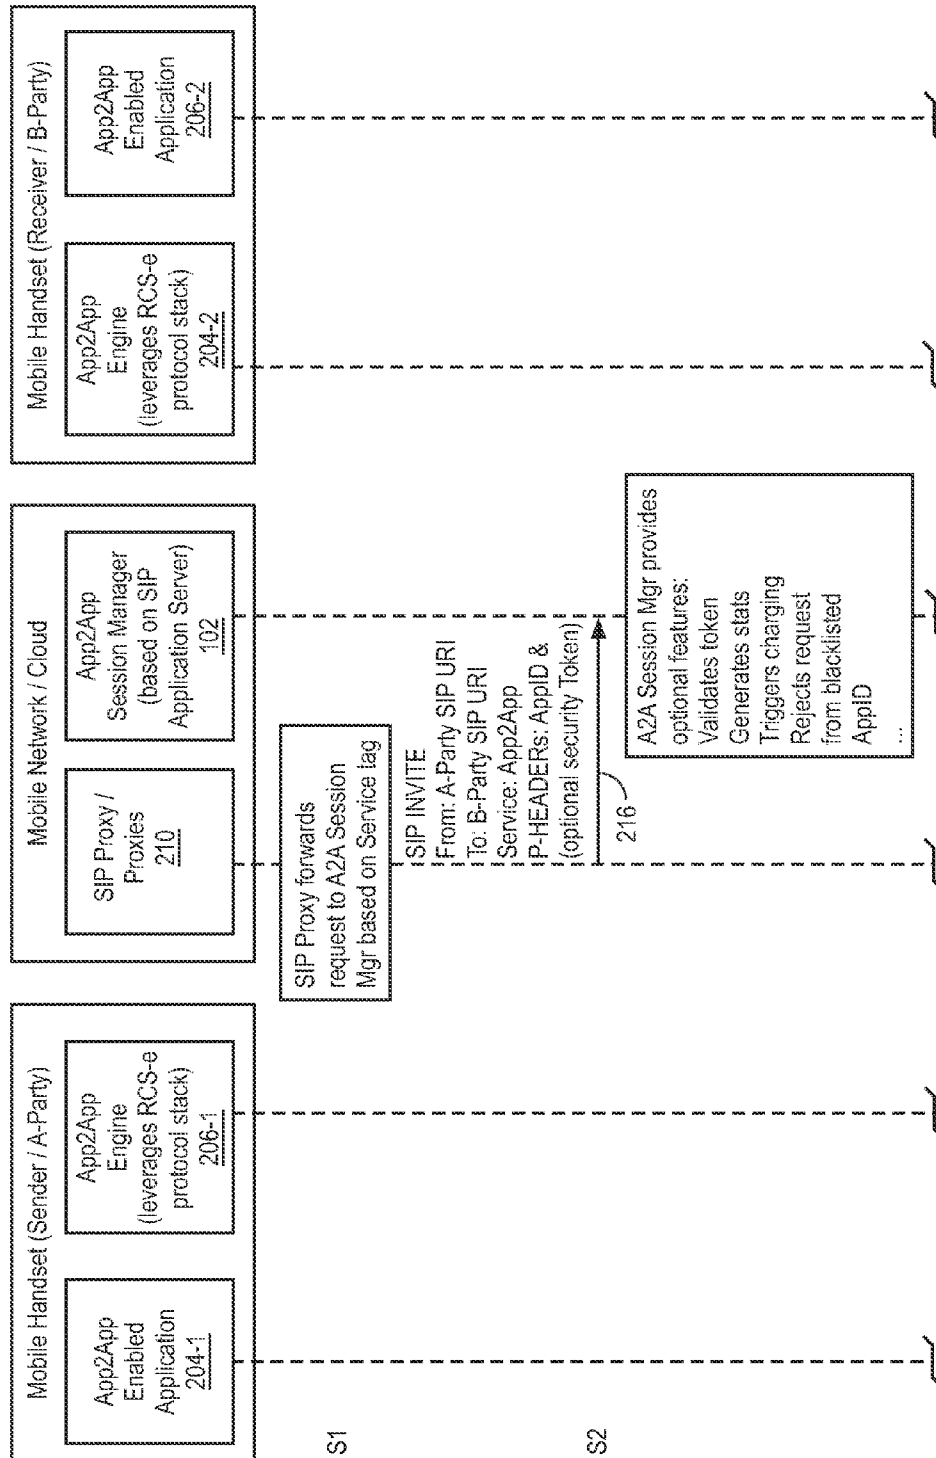 Mobile Handset (Sender / A-Party)
App2App
Enabled
Application
204-1
App2App
Engine
(leverages RCS-e
protocol stack)
206-1
Mobile Network / Cloud
SIP Proxy /
Proxies
210
App2App
Session Manager
(based on SIP
Application Server)
102
Mobile Handset (Receiver / B-Party)
App2App
Engine
(leverages RCS-e
protocol stack)
204-2
App2App
Enabled
Application
206-2
S1
SIP Proxy forwards
request to A2A Session
Mgr based on Service tag
SIP INVITE
From: A-Party SIP URI
To: B-Party SIP URI
Service: App2App
P-HEADERs: AppID &
(optional security Token)
216
S2
A2A Session Mgr provides
optional features:
Validates token
Generates stats
Triggers charging
Rejects request
from blacklisted
AppID
...